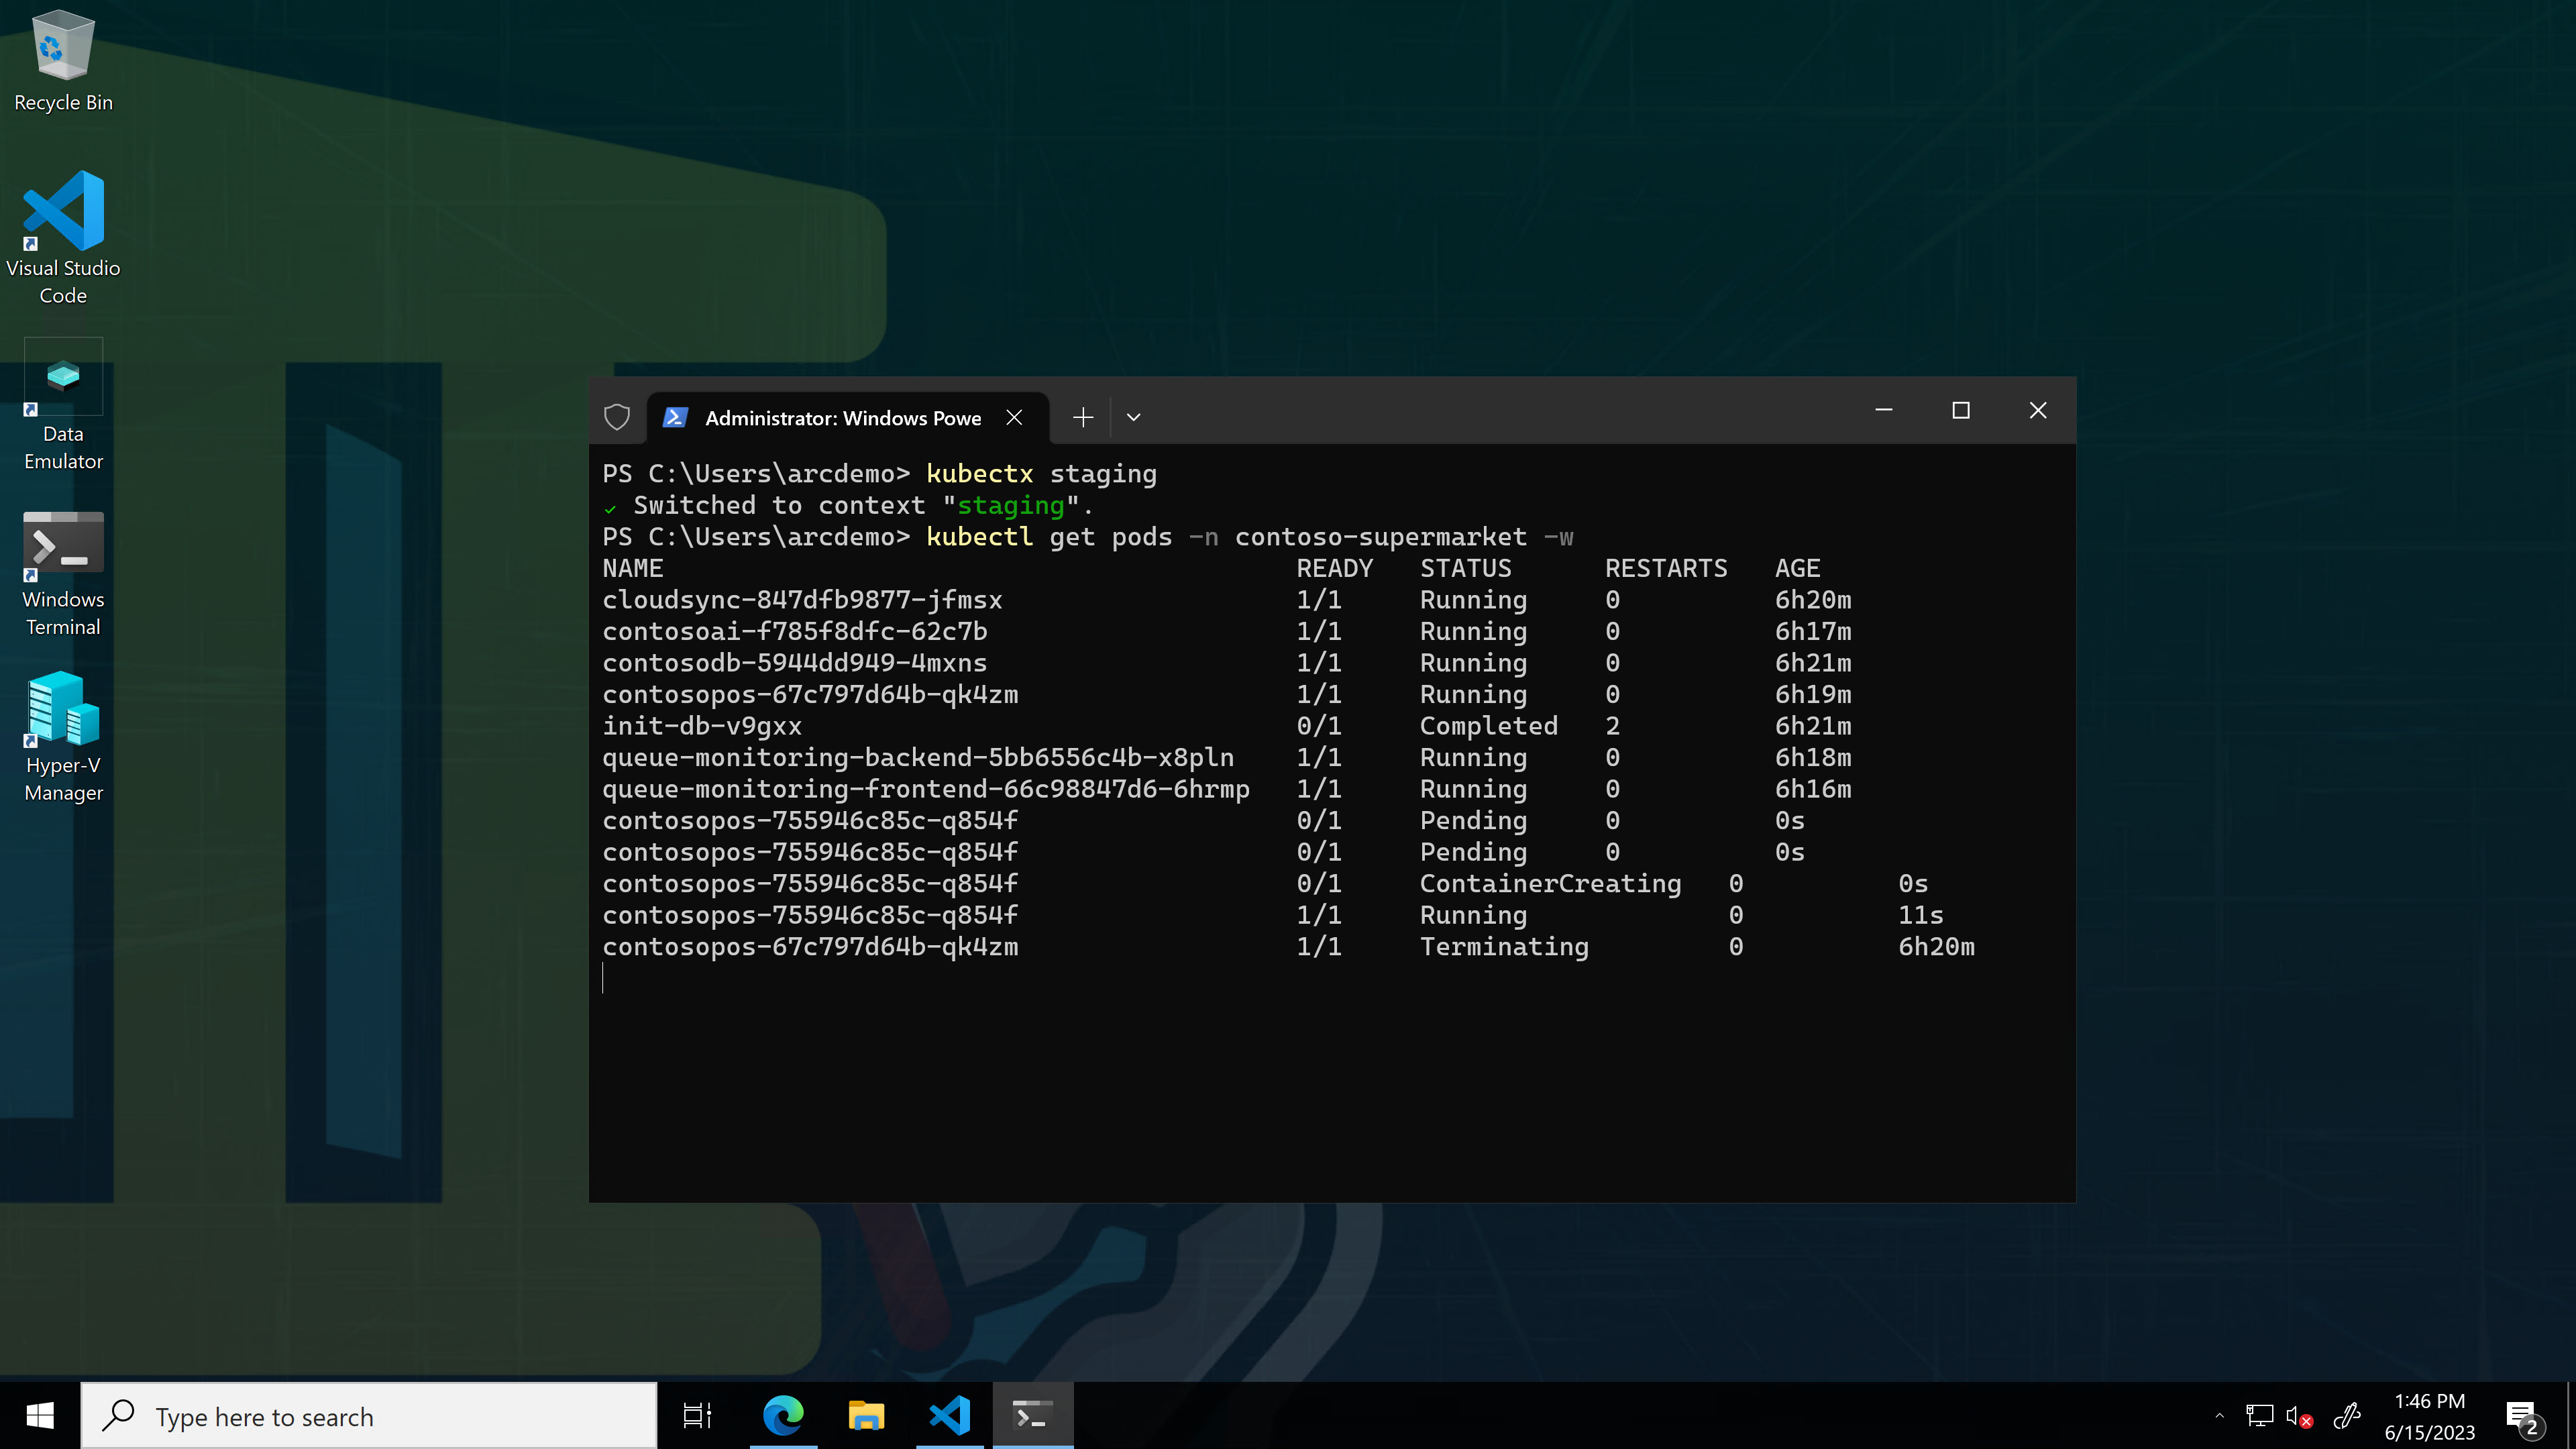 Recycle Bin
Visual Studio
Code
Data
Emulator
Windows
Terminal
Hyper-V
Manager
Administrator: Windows Powe
PS C:\Users\arcdemo> kubectx staging
✓ Switched to context "staging".
PS C:\Users\arcdemo> kubectl get pods -n contoso-supermarket -w
NAME READY STATUS RESTARTS AGE
cloudsync-847dfb9877-jfmsx 1/1 Running 0 6h20m
contosoai-f785f8dfc-62c7b 1/1 Running 0 6h17m
contosodb-5944dd949-4mxns 1/1 Running 0 6h21m
contosopos-67c797d64b-qk4zm 1/1 Running 0 6h19m
init-db-v9gxx 0/1 Completed 2 6h21m
queue-monitoring-backend-5bb6556c4b-x8pln 1/1 Running 0 6h18m
queue-monitoring-frontend-66c98847d6-6hrmp 1/1 Running 0 6h16m
contosopos-755946c85c-q854f 0/1 Pending 0 0s
contosopos-755946c85c-q854f 0/1 Pending 0 0s
contosopos-755946c85c-q854f 0/1 ContainerCreating 0 0s
contosopos-755946c85c-q854f 1/1 Running 0 11s
contosopos-67c797d64b-qk4zm 1/1 Terminating 0 6h20m
Type here to search
1:46 PM
6/15/2023
2